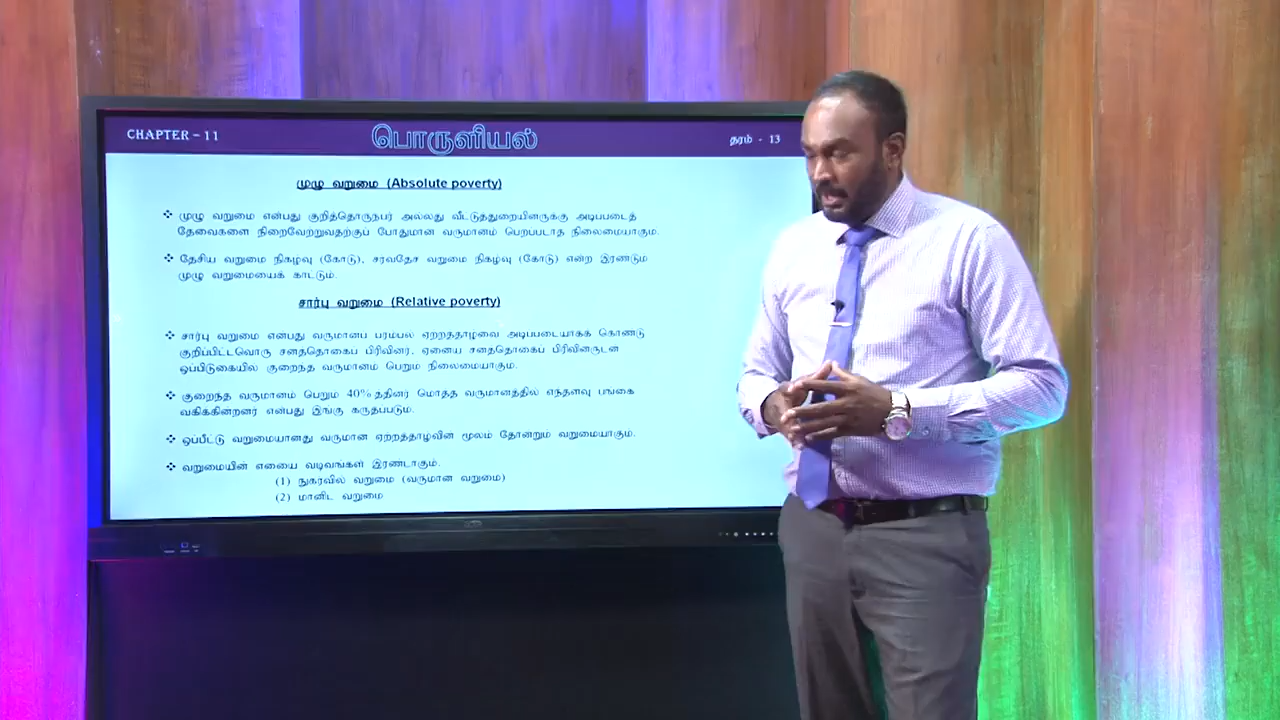 CHAPTER – 11
பொருளியல்
தரம் - 13
முழு வறுமை (Absolute poverty)
❖ முழு வறுமை என்பது குறித்தொருநபர் அல்லது வீட்டுத்துறையினருக்கு அடிப்படைத்
தேவைகளை நிறைவேற்றுவதற்குப் போதுமான வருமானம் பெறப்படாத நிலைமையாகும்.
❖ தேசிய வறுமை நிகழ்வு (கோடு), சர்வதேச வறுமை நிகழ்வு (கோடு) என்ற இரண்டும்
முழு வறுமையைக் காட்டும்.
சார்பு வறுமை (Relative poverty)
❖ சார்பு வறுமை என்பது வருமானப் பரம்பல் ஏற்றத்தாழ்வை அடிப்படையாகக் கொண்டு
குறிப்பிட்டவொரு சனத்தொகைப் பிரிவினர், ஏனைய சனத்தொகைப் பிரிவினருடன்
ஒப்பிடுகையில் குறைந்த வருமானம் பெறும் நிலைமையாகும்.
❖ குறைந்த வருமானம் பெறும் 40% த்தினர் மொத்த வருமானத்தில் எந்தளவு பங்கை
வகிக்கின்றனர் என்பது இங்கு கருதப்படும்.
❖ ஒப்பீட்டு வறுமையானது வருமான ஏற்றத்தாழ்வின் மூலம் தோன்றும் வறுமையாகும்.
❖ வறுமையின் எனைய வடிவங்கள் இரண்டாகும்.
(1) நுகர்வில் வறுமை (வருமான வறுமை)
(2) மானிட வறுமை